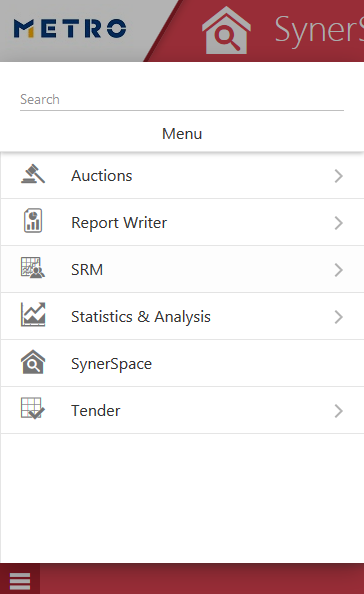 METRO
SynerS
Search
Menu
Auctions
Report Writer
SRM
Statistics & Analysis
SynerSpace
Tender